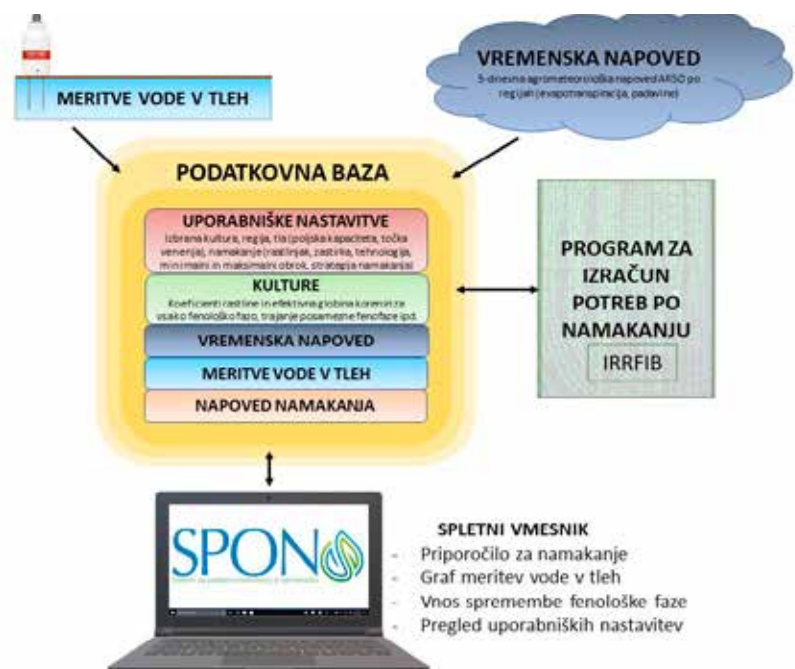 MERITVE VODE V TLEH
VREMENSKA NAPOVED
5-dnevna agrometeorološka napoved ARSO po
regijah (evapotranspiracija, padavine)
PODATKOVNA BAZA
UPORABNIŠKE NASTAVITVE
Izbrana kultura, regija, tla (poljska kapaciteta, točka
venenja), namakanje (rastlinjak, zastirka, tehnologija,
minimalni in maksimalni obrok, strategija namakanja)
KULTURE
Koeficienti rastline in efektivna globina korenin za
vsako fenološko fazo, trajanje posamezne fenofaze ipd.
VREMENSKA NAPOVED
MERITVE VODE V TLEH
NAPOVED NAMAKANJA
PROGRAM ZA
IZRAČUN
POTREB PO
NAMAKANJU
IRRFIB
SPON
SPLETNI VMESNIK
- Priporočilo za namakanje
- Graf meritev vode v tleh
- Vnos spremembe fenološke faze
- Pregled uporabniških nastavitev